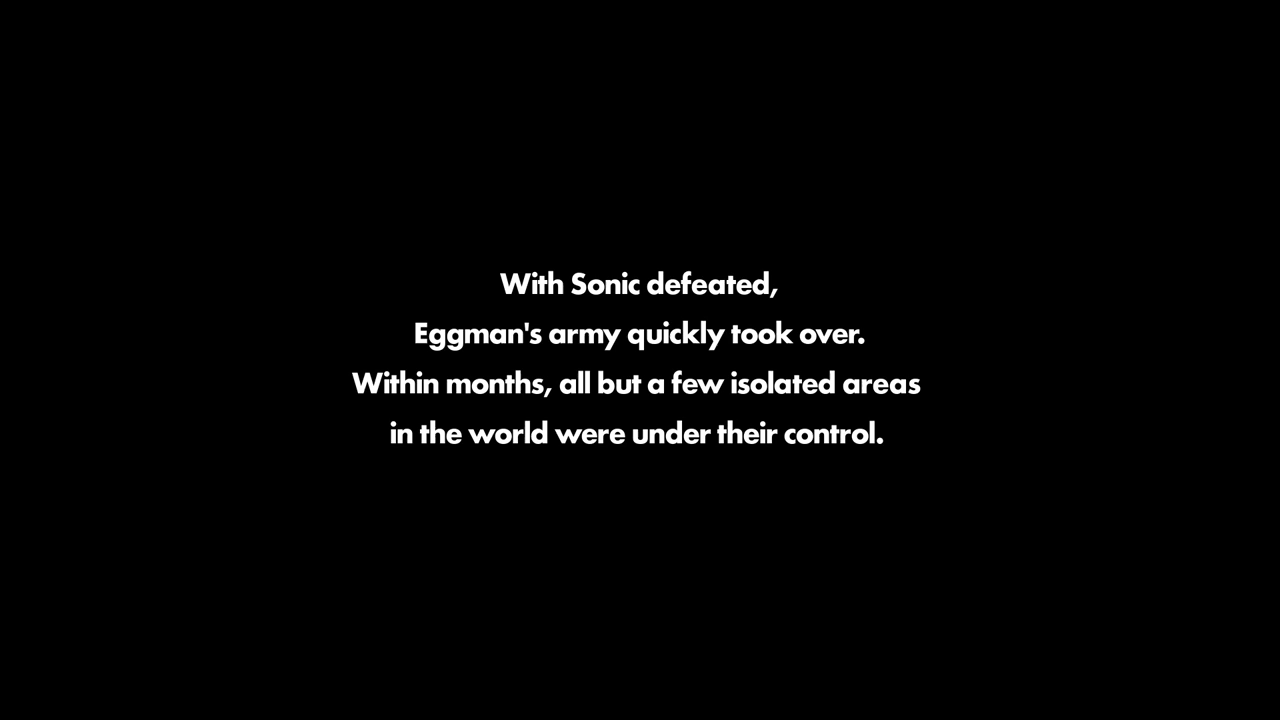 With Sonic defeated,
Eggman's army quickly took over.
Within months, all but a few isolated areas
in the world were under their control.